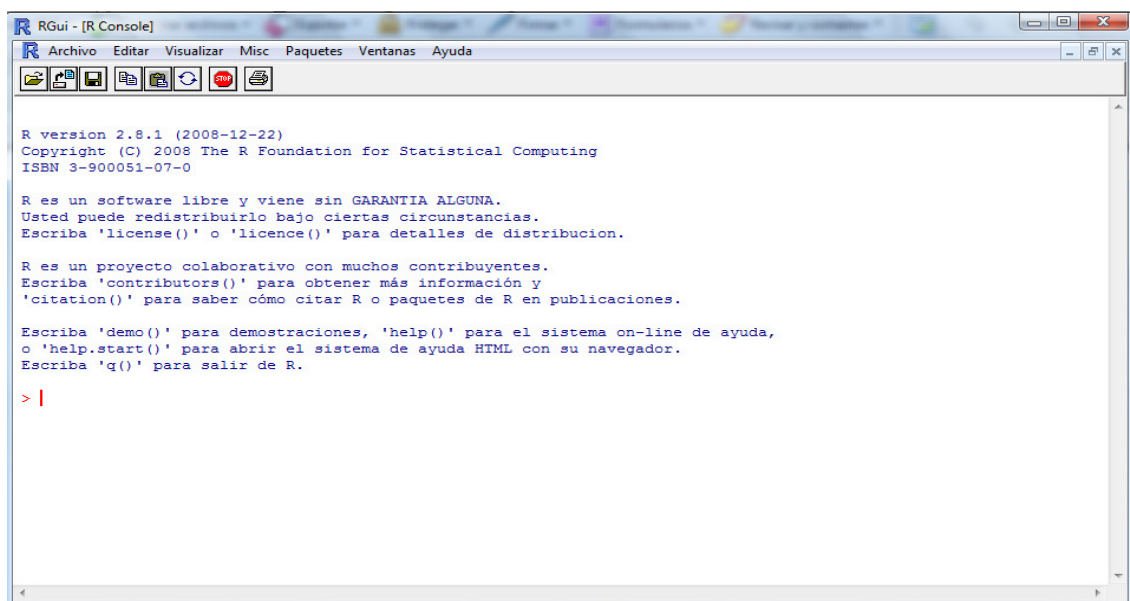 RGui - [R Console]
Archivo Editar Visualizar Misc Paquetes Ventanas Ayuda
STOP
R version 2.8.1 (2008-12-22)
Copyright (C) 2008 The R Foundation for Statistical Computing
ISBN 3-900051-07-0
R es un software libre y viene sin GARANTIA ALGUNA.
Usted puede redistribuirlo bajo ciertas circunstancias.
Escriba 'license()' o 'licence()' para detalles de distribucion.
R es un proyecto colaborativo con muchos contribuyentes.
Escriba 'contributors()' para obtener más información y
'citation()' para saber cómo citar R o paquetes de R en publicaciones.
Escriba 'demo()' para demostraciones, 'help()' para el sistema on-line de ayuda,
o 'help.start()' para abrir el sistema de ayuda HTML con su navegador.
Escriba 'q()' para salir de R.
>